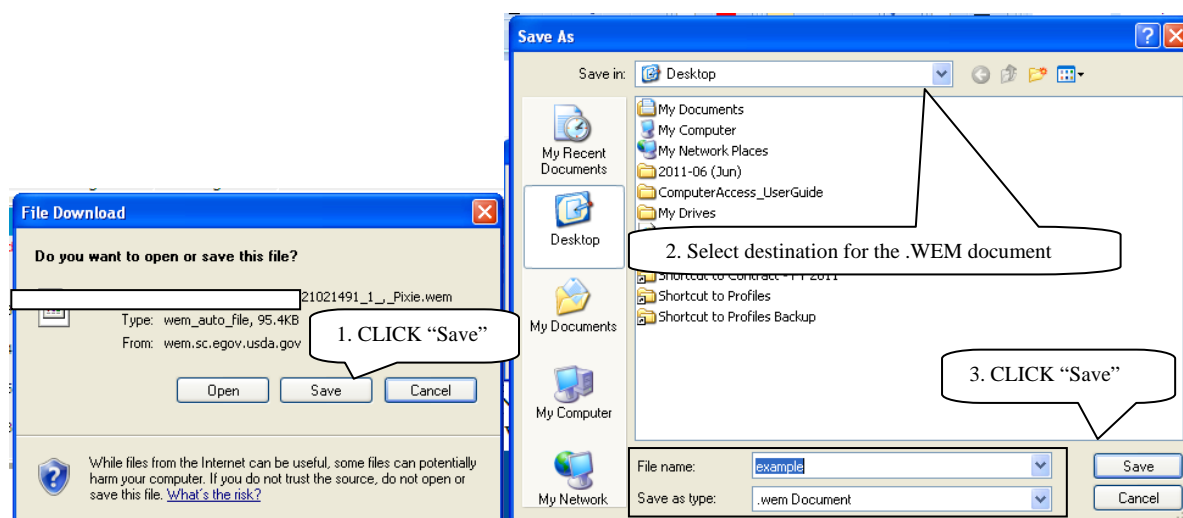 File Download
Do you want to open or save this file?
21021491_1_,_Pixie.wem
Type: wem_auto_file, 95.4KB
From: wem.sc.egov.usda.gov
1. CLICK “Save”
Open
Save
Cancel
While files from the Internet can be useful, some files can potentially
harm your computer. If you do not trust the source, do not open or
save this file. What's the risk?
Save As
Save in:
Desktop
My Recent
Documents
Desktop
My Documents
My Computer
My Network
My Documents
My Computer
My Network Places
2011-06 (Jun)
ComputerAccess_UserGuide
My Drives
2. Select destination for the .WEM document
Shortcut to Contract - FY 2011
Shortcut to Profiles
Shortcut to Profiles Backup
3. CLICK “Save”
File name:
example
Save
Save as type:
.wem Document
Cancel